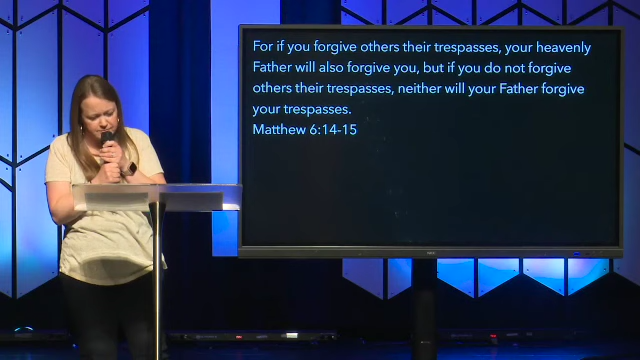 For if you forgive others their trespasses, your heavenly
Father will also forgive you, but if you do not forgive
others their trespasses, neither will your Father forgive
your trespasses.
Matthew 6:14-15